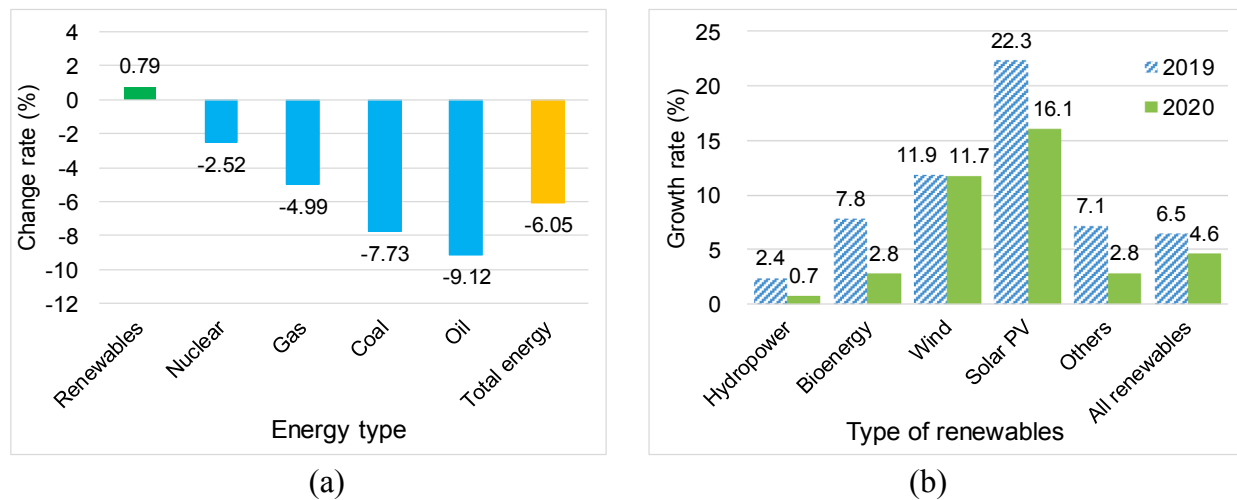 4
2
0
-2
-4
-6
-8
-10
-12
Change rate (%)
0.79
-2.52
-4.99
-7.73
-9.12
-6.05
Renewables
Nuclear
Gas
Coal
Oil
Total energy
Energy type
(a)
25
20
15
10
5
0
Growth rate (%)
2.4
0.7
7.8
2.8
11.9
11.7
22.3
16.1
7.1
2.8
6.5
4.6
2019
2020
Hydropower
Bioenergy
Wind
Solar PV
Others
All renewables
Type of renewables
(b)